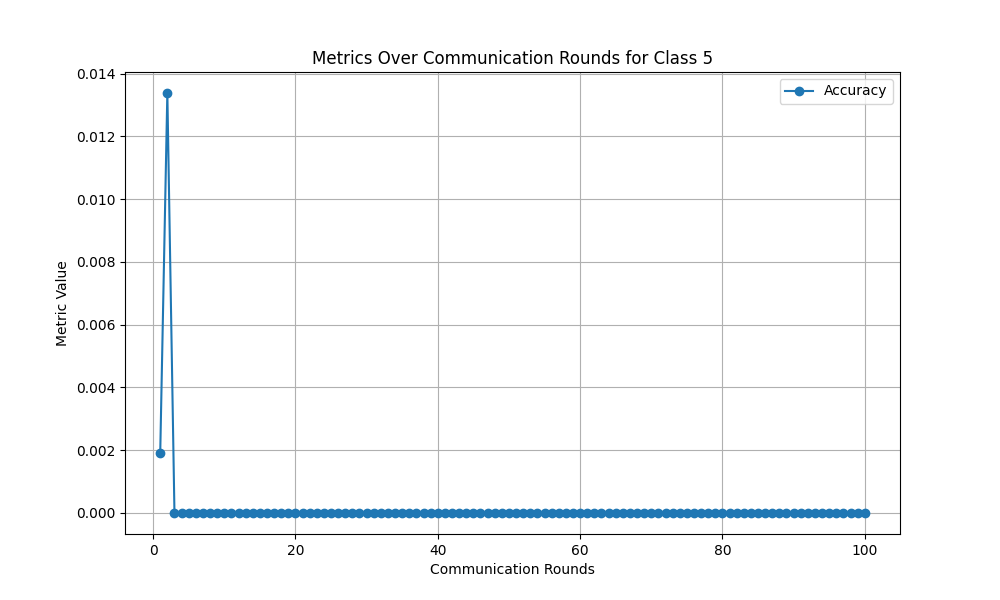 Metrics Over Communication Rounds for Class 5
Accuracy
Metric Value
0.014
0.012
0.010
0.008
0.006
0.004
0.002
0.000
0 20 40 60 80 100
Communication Rounds